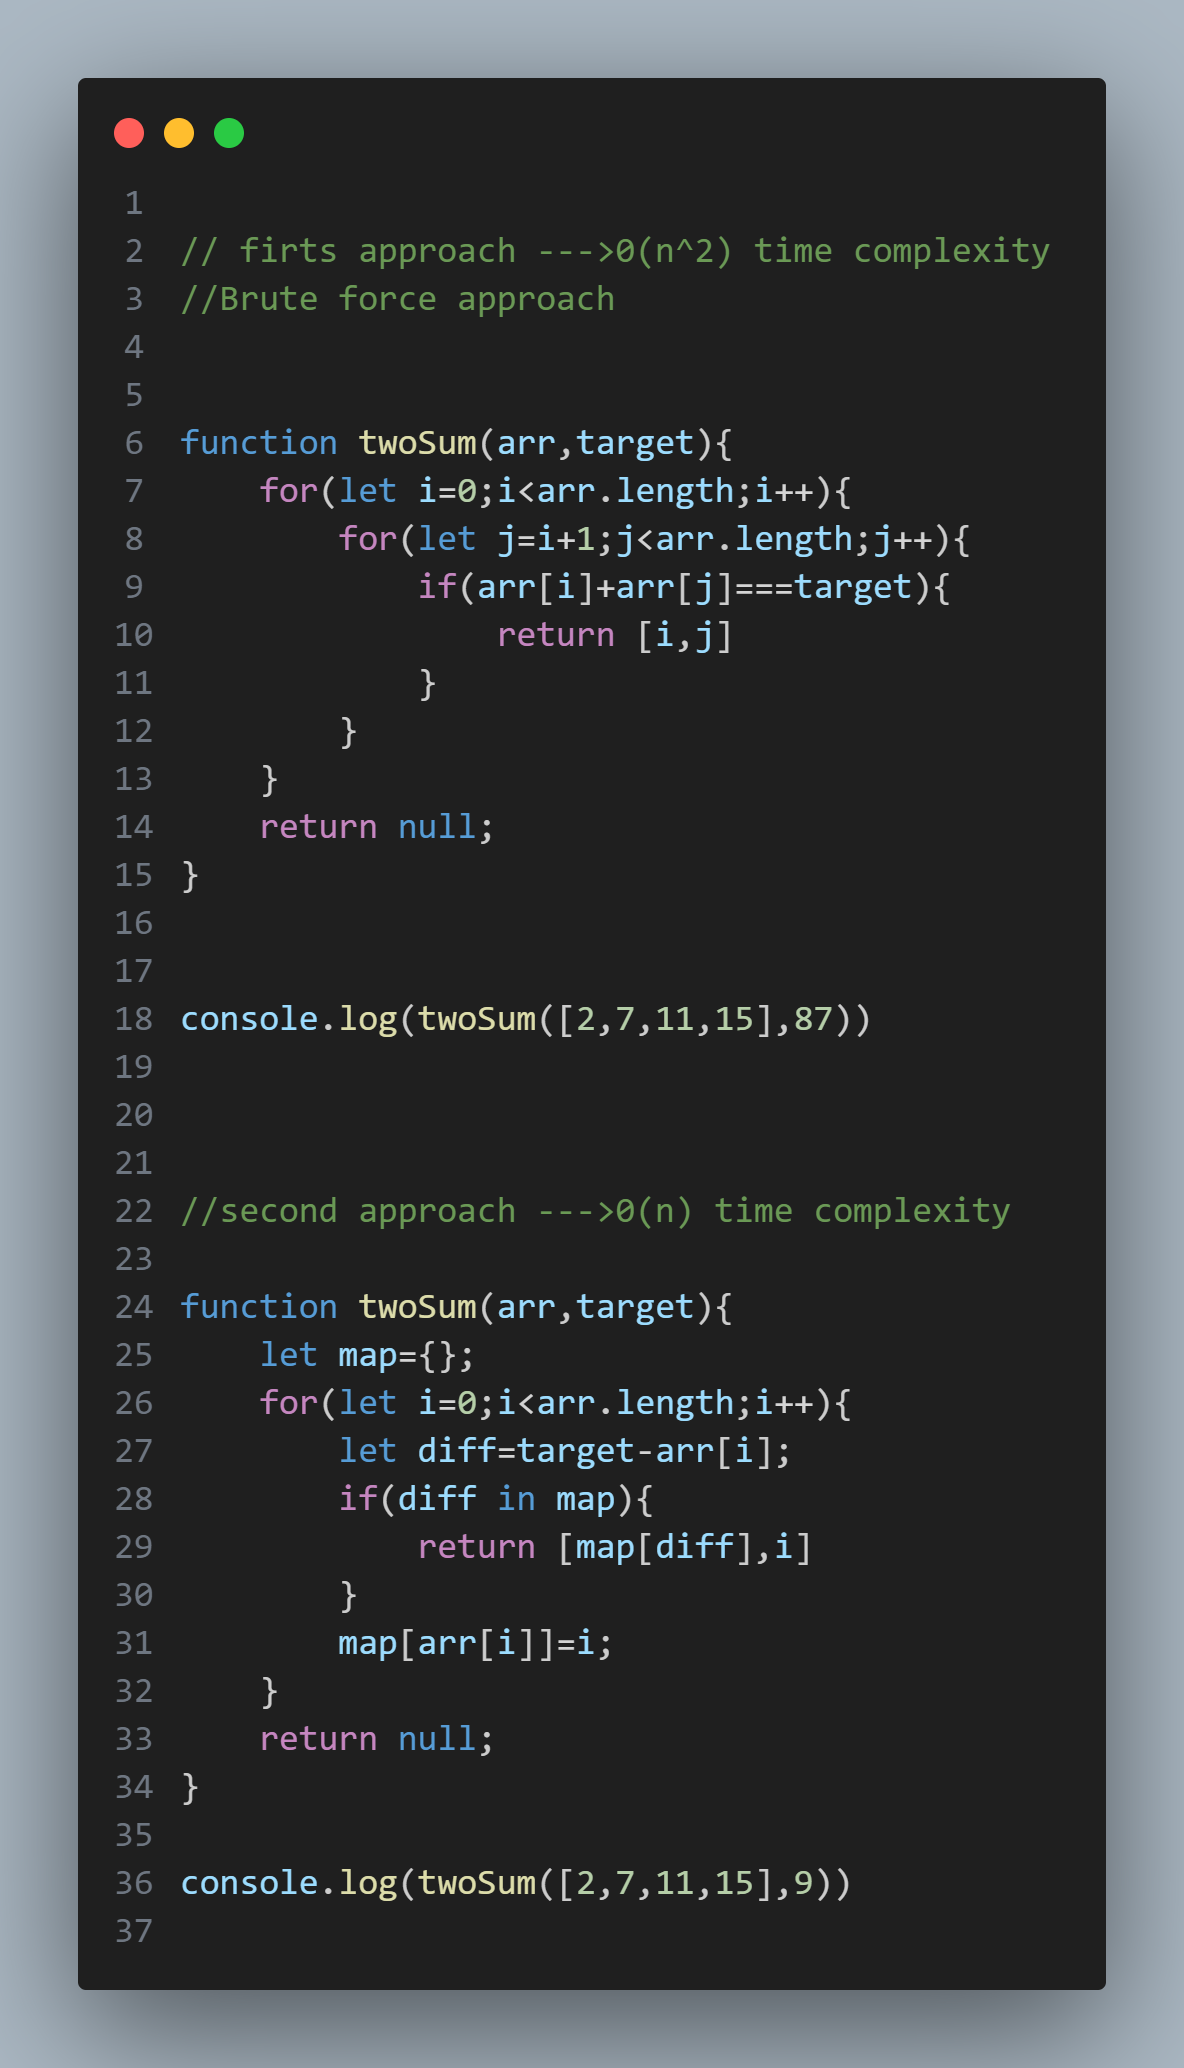 1
2 // firts approach --->0(n^2) time complexity
3 //Brute force approach
4
5
6 function twoSum(arr,target){
7     for(let i=0;i<arr.length;i++){
8         for(let j=i+1;j<arr.length;j++){
9             if(arr[i]+arr[j]===target){
10                 return [i,j]
11             }
12         }
13     }
14     return null;
15 }
16
17
18 console.log(twoSum([2,7,11,15],87))
19
20
21
22 //second approach --->0(n) time complexity
23
24 function twoSum(arr,target){
25     let map={};
26     for(let i=0;i<arr.length;i++){
27         let diff=target-arr[i];
28         if(diff in map){
29             return [map[diff],i]
30         }
31         map[arr[i]]=i;
32     }
33     return null;
34 }
35
36 console.log(twoSum([2,7,11,15],9))
37